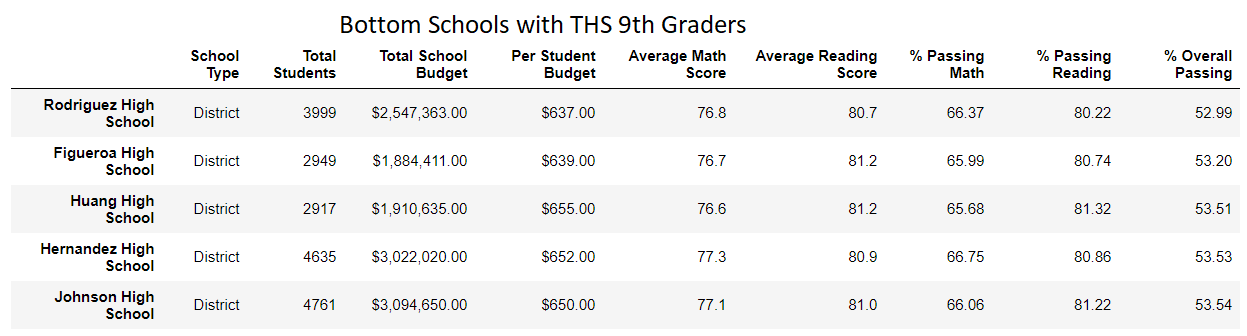 Bottom Schools with THS 9th Graders
School Type Total Students Total School Budget Per Student Budget Average Math Score Average Reading Score % Passing Math % Passing Reading % Overall Passing
Rodriguez High School District 3999 $2,547,363.00 $637.00 76.8 80.7 66.37 80.22 52.99
Figueroa High School District 2949 $1,884,411.00 $639.00 76.7 81.2 65.99 80.74 53.20
Huang High School District 2917 $1,910,635.00 $655.00 76.6 81.2 65.68 81.32 53.51
Hernandez High School District 4635 $3,022,020.00 $652.00 77.3 80.9 66.75 80.86 53.53
Johnson High School District 4761 $3,094,650.00 $650.00 77.1 81.0 66.06 81.22 53.54